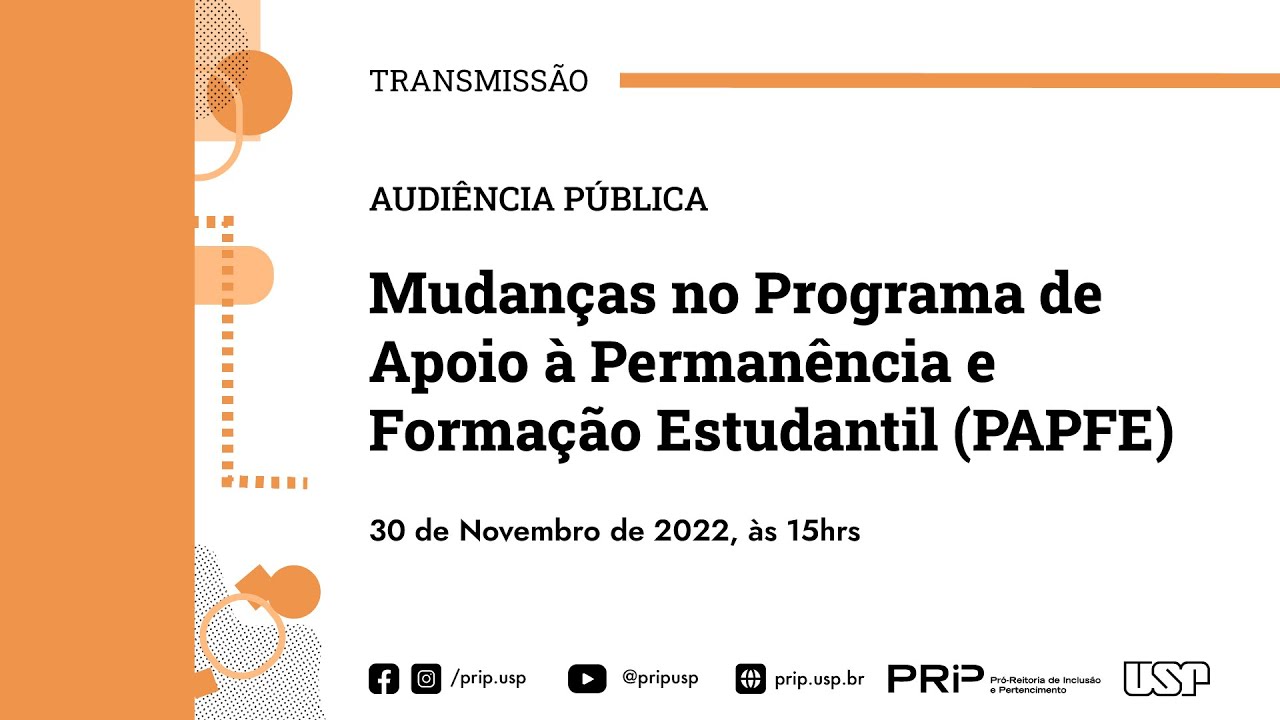 TRANSMISSÃO
AUDIÊNCIA PÚBLICA
Mudanças no Programa de
Apoio à Permanência e
Formação Estudantil (PAPFE)
30 de Novembro de 2022, às 15hrs
/prip.usp
@pripusp
prip.usp.br
PRiP
Pró-Reitoria de Inclusão
e Pertencimento
USP